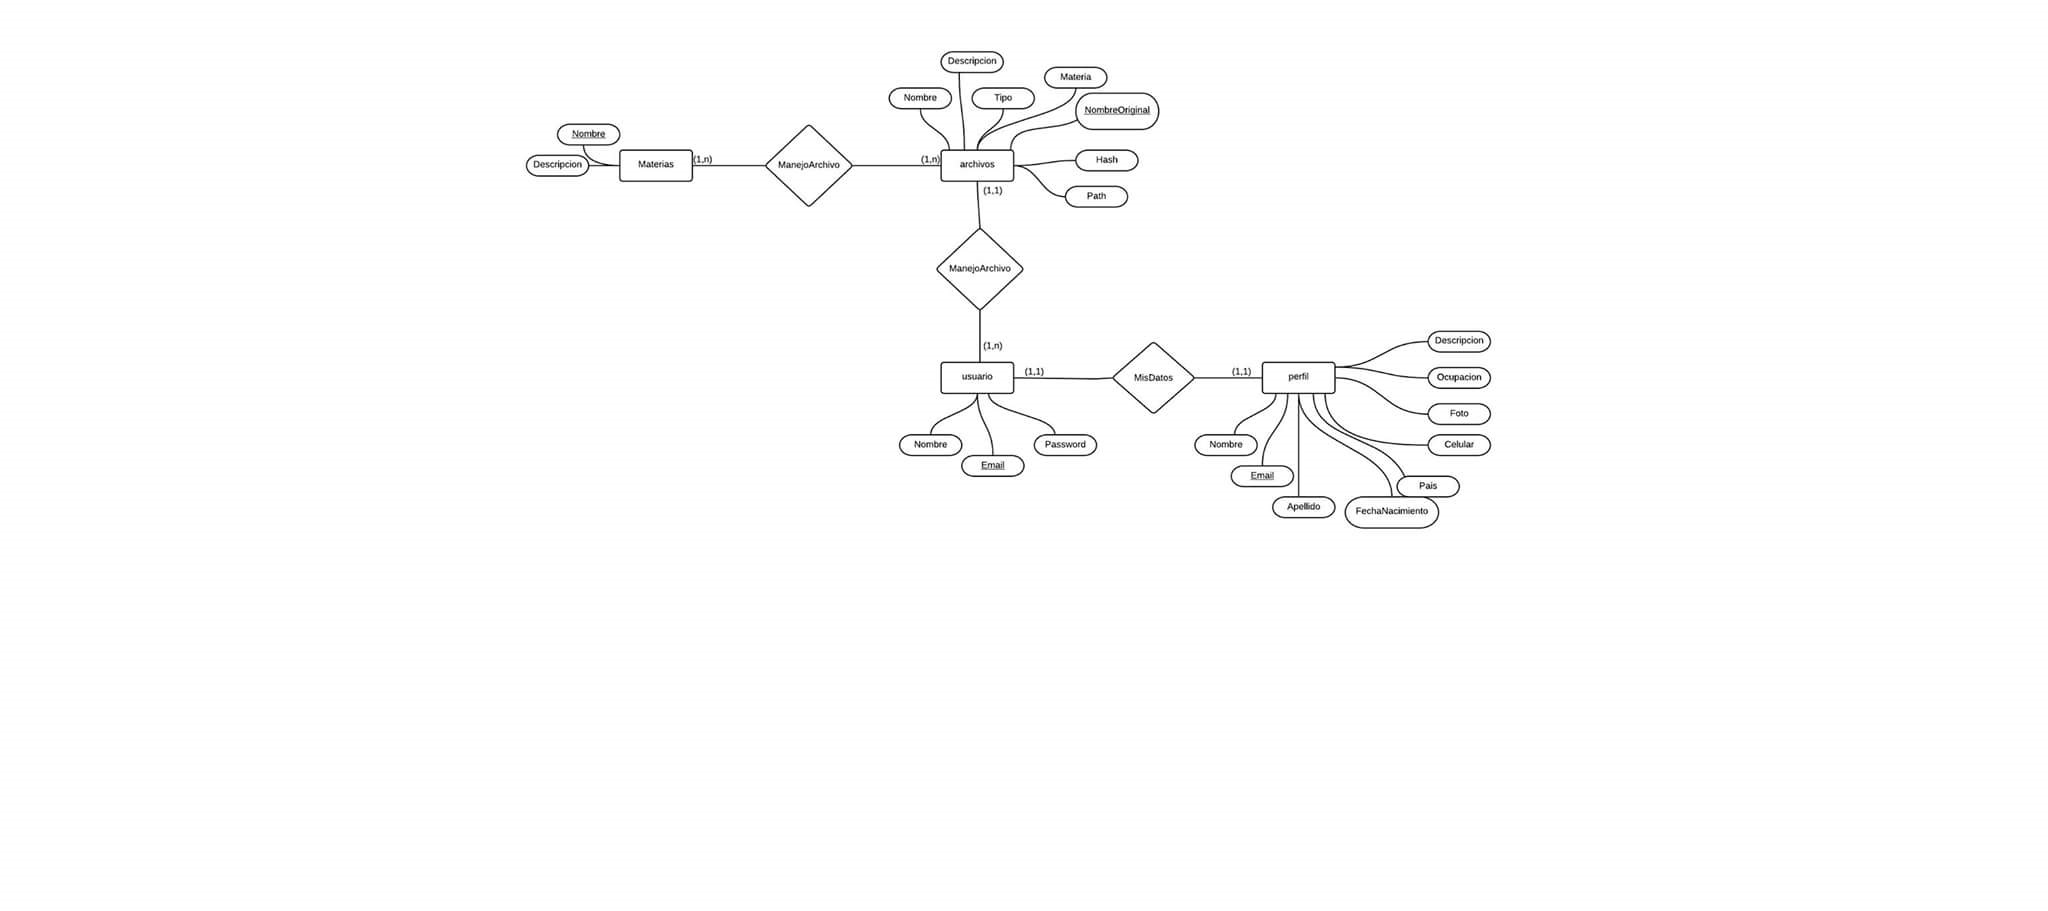 Descripcion
Materia
Nombre
Tipo
NombreOriginal
Nombre
Descripcion
Materias
(1,n)
ManejoArchivo
(1,n)
archivos
Hash
(1,1)
Path
ManejoArchivo
(1,n)
usuario
(1,1)
MisDatos
(1,1)
perfil
Descripcion
Ocupacion
Foto
Nombre
Password
Nombre
Celular
Email
Email
Pais
Apellido
FechaNacimiento